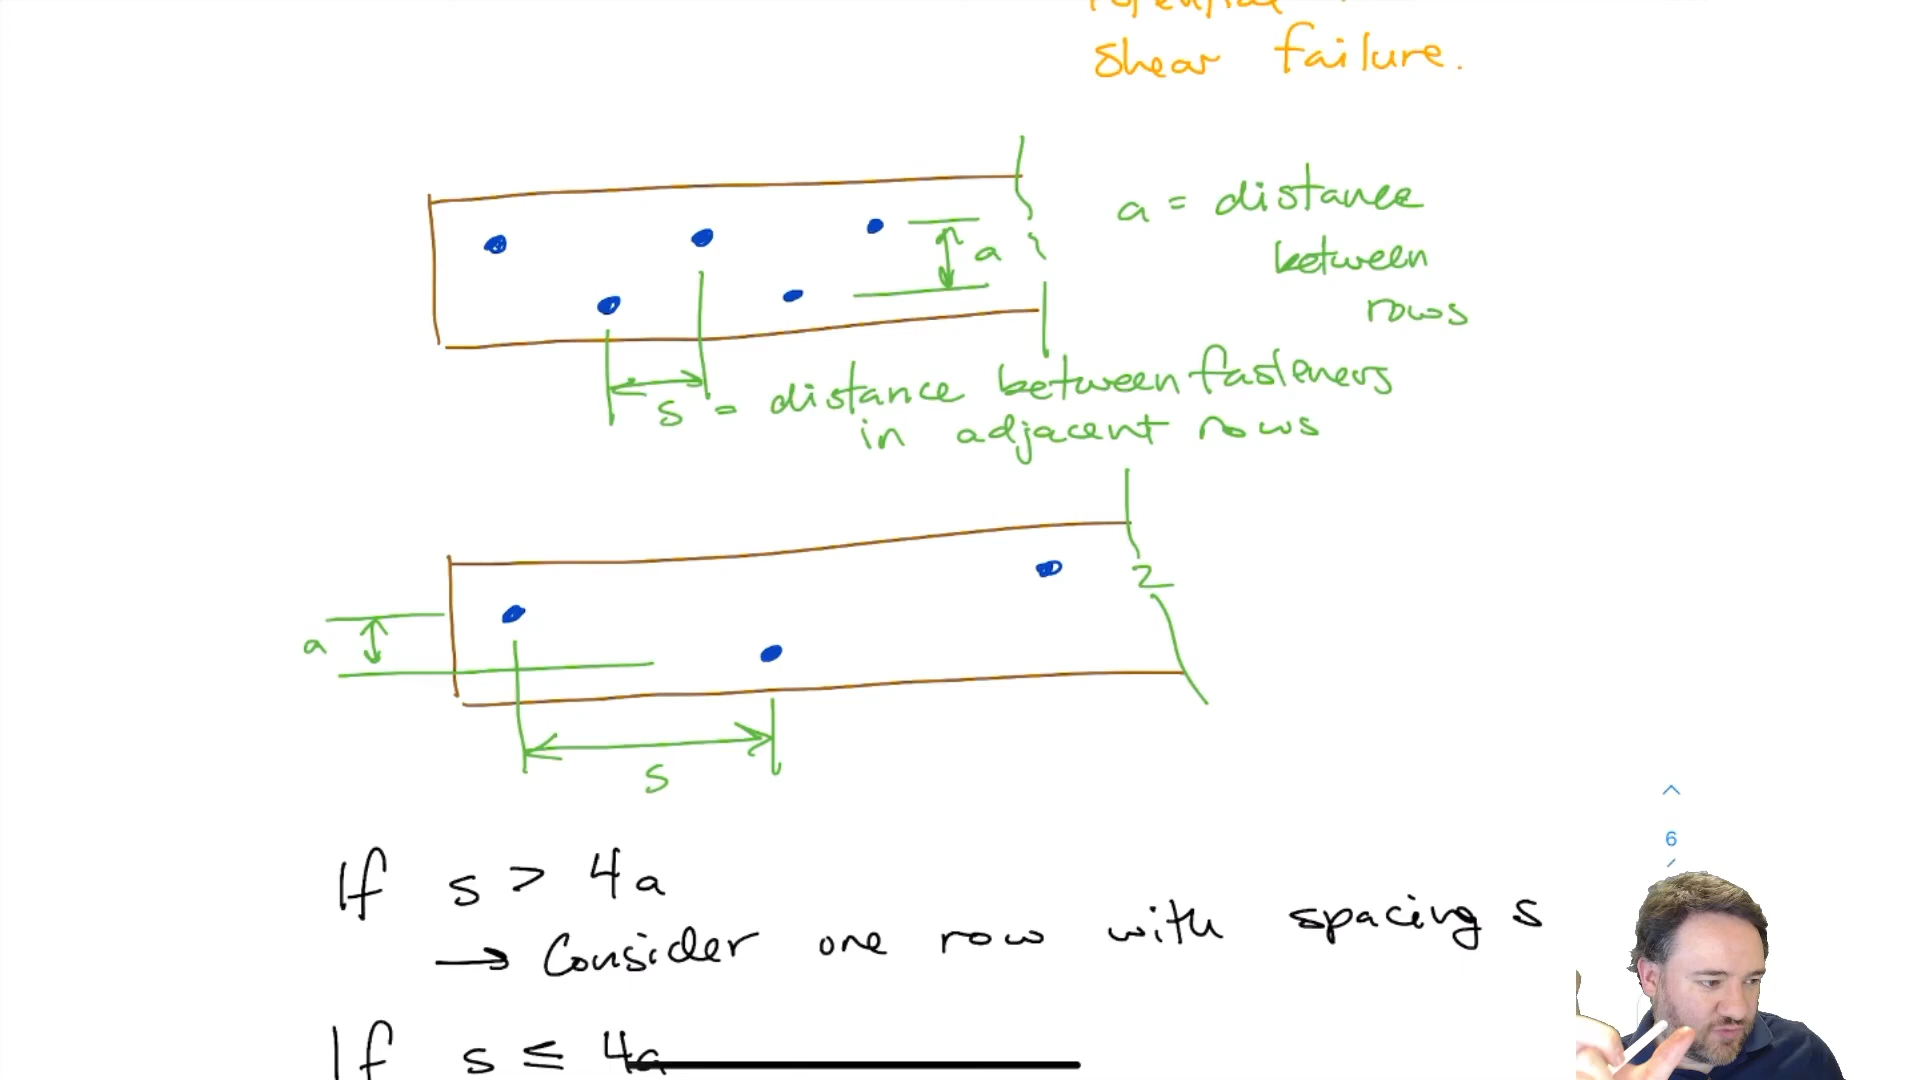 shear failure.
a = distance
between
rows
a
s = distance between fasteners
in adjacent rows
a
s
If s > 4a
→ Consider one row with spacing s
6
If s ≤ 4a